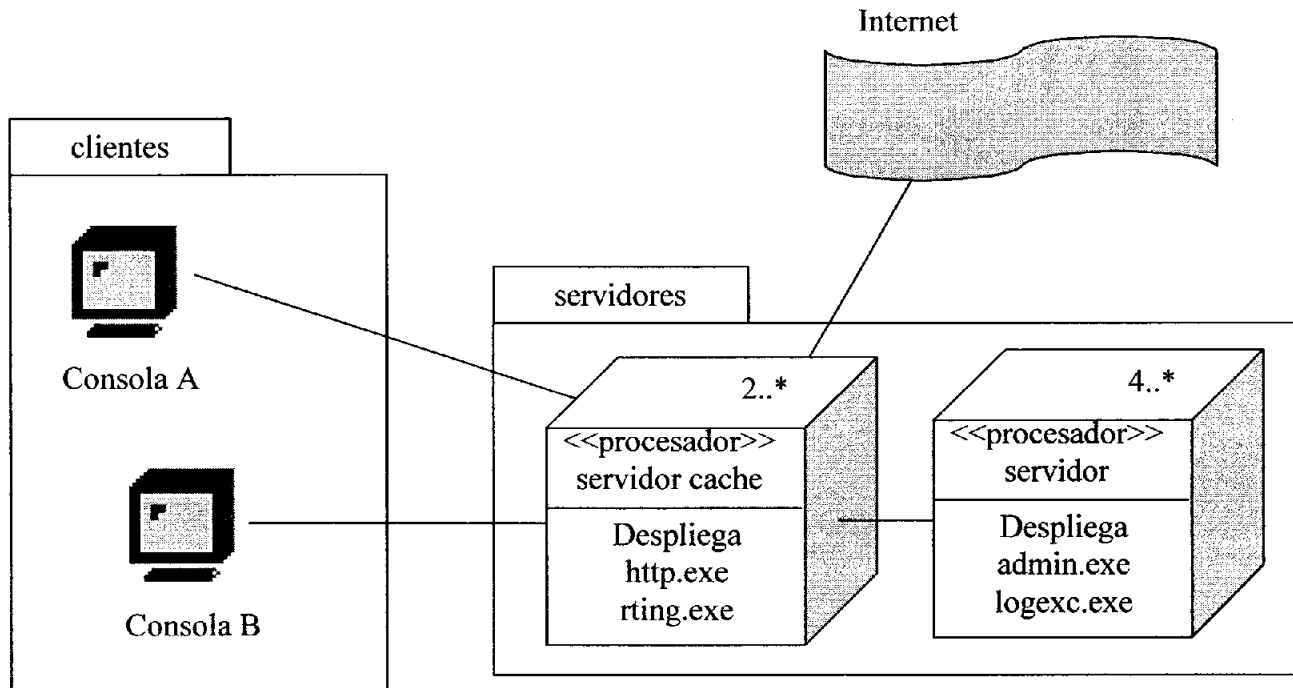 Internet
clientes
Consola A
Consola B
servidores
2..*
<<procesador>>
servidor cache
Despliega
http.exe
rting.exe
4..*
<<procesador>>
servidor
Despliega
admin.exe
logexc.exe